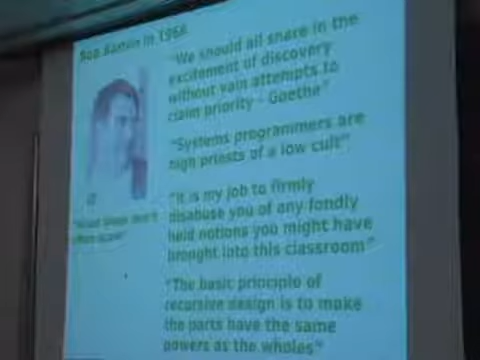 Bob Barton in 1968
"We should all share in the
excitement of discovery
without vain attempts to
claim priority - Goethe"
"Systems programmers are
high priests of a low cult"
"It is my job to firmly
disabuse you of any fondly
held notions you might have
brought into this classroom"
"The basic principle of
recursive design is to make
the parts have the same
powers as the wholes"